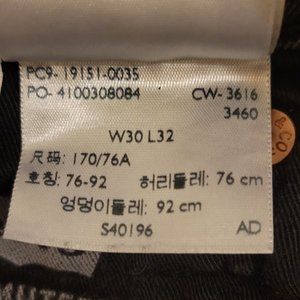 PC9- 19151-0035
PO- 4100308084 CW- 3616
3460
W30 L32
尺码: 170/76A
호칭: 76-92 허리둘레: 76 cm
엉덩이둘레: 92 cm
S40196 AD
& CO.